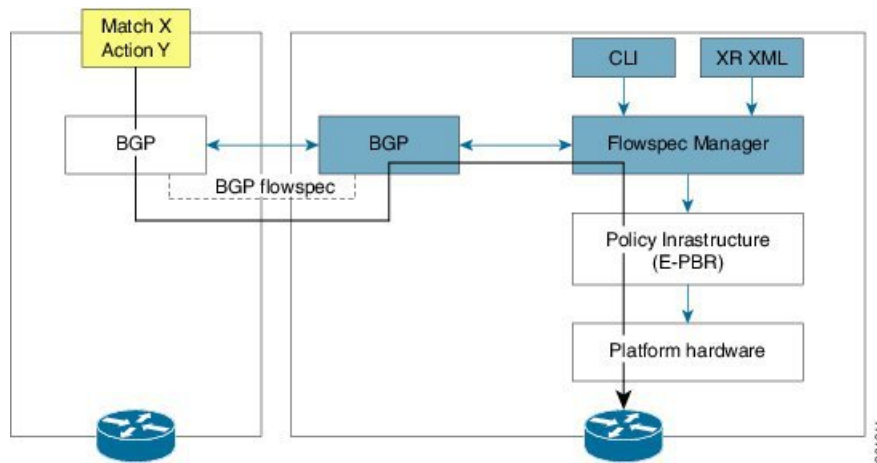 Match X
Action Y
CLI
XR XML
BGP
BGP
Flowspec Manager
BGP flowspec
Policy Inrastructure
(E-PBR)
Platform hardware